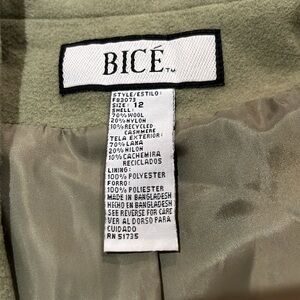 BICÉ™
STYLE/ESTILO:
F83073
SIZE: 12
SHELL:
70% WOOL
20% NYLON
10% RECYCLED
CASHMERE
TELA EXTERIOR:
70% LANA
20% NILON
10% CACHEMIRA
RECICLADOS
LINING:
100% POLYESTER
FORRO:
100% POLIESTER
MADE IN BANGLADESH
HECHO EN BANGLADESH
SEE REVERSE FOR CARE
VER AL DORSO PARA
CUIDADO
RN 51735